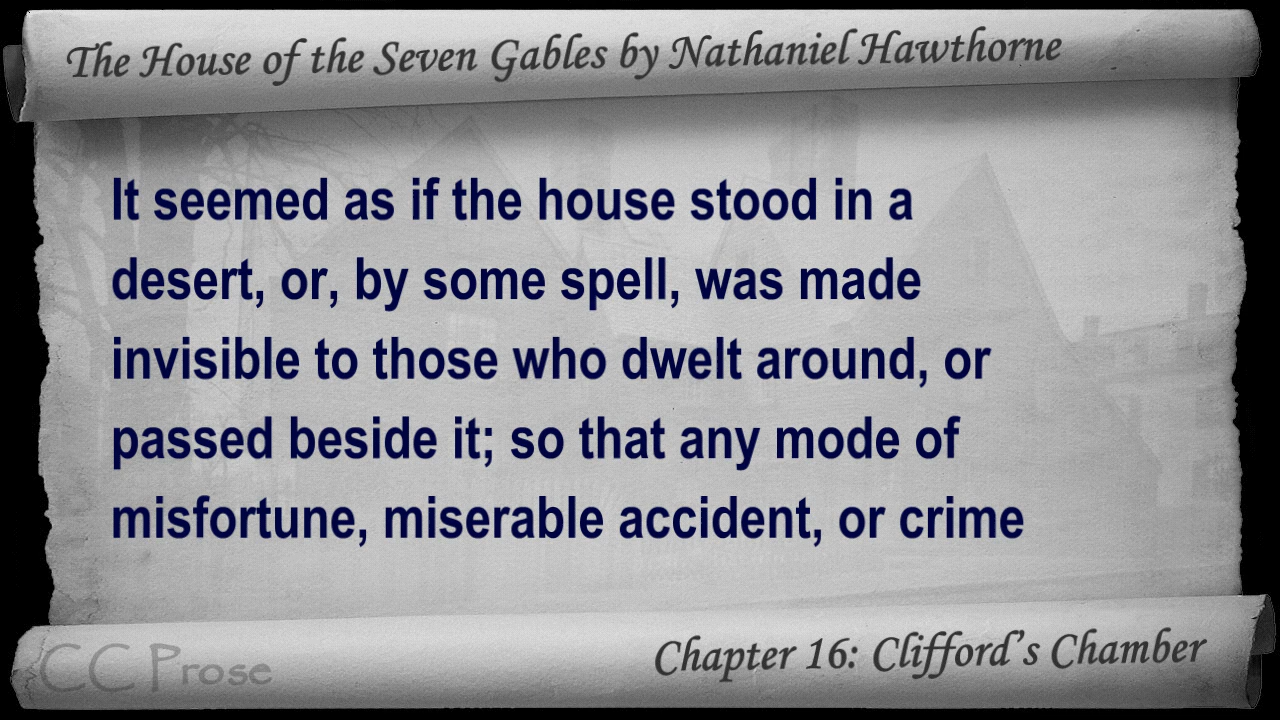 The House of the Seven Gables by Nathaniel Hawthorne
It seemed as if the house stood in a
desert, or, by some spell, was made
invisible to those who dwelt around, or
passed beside it; so that any mode of
misfortune, miserable accident, or crime
CC Prose
Chapter 16: Clifford's Chamber